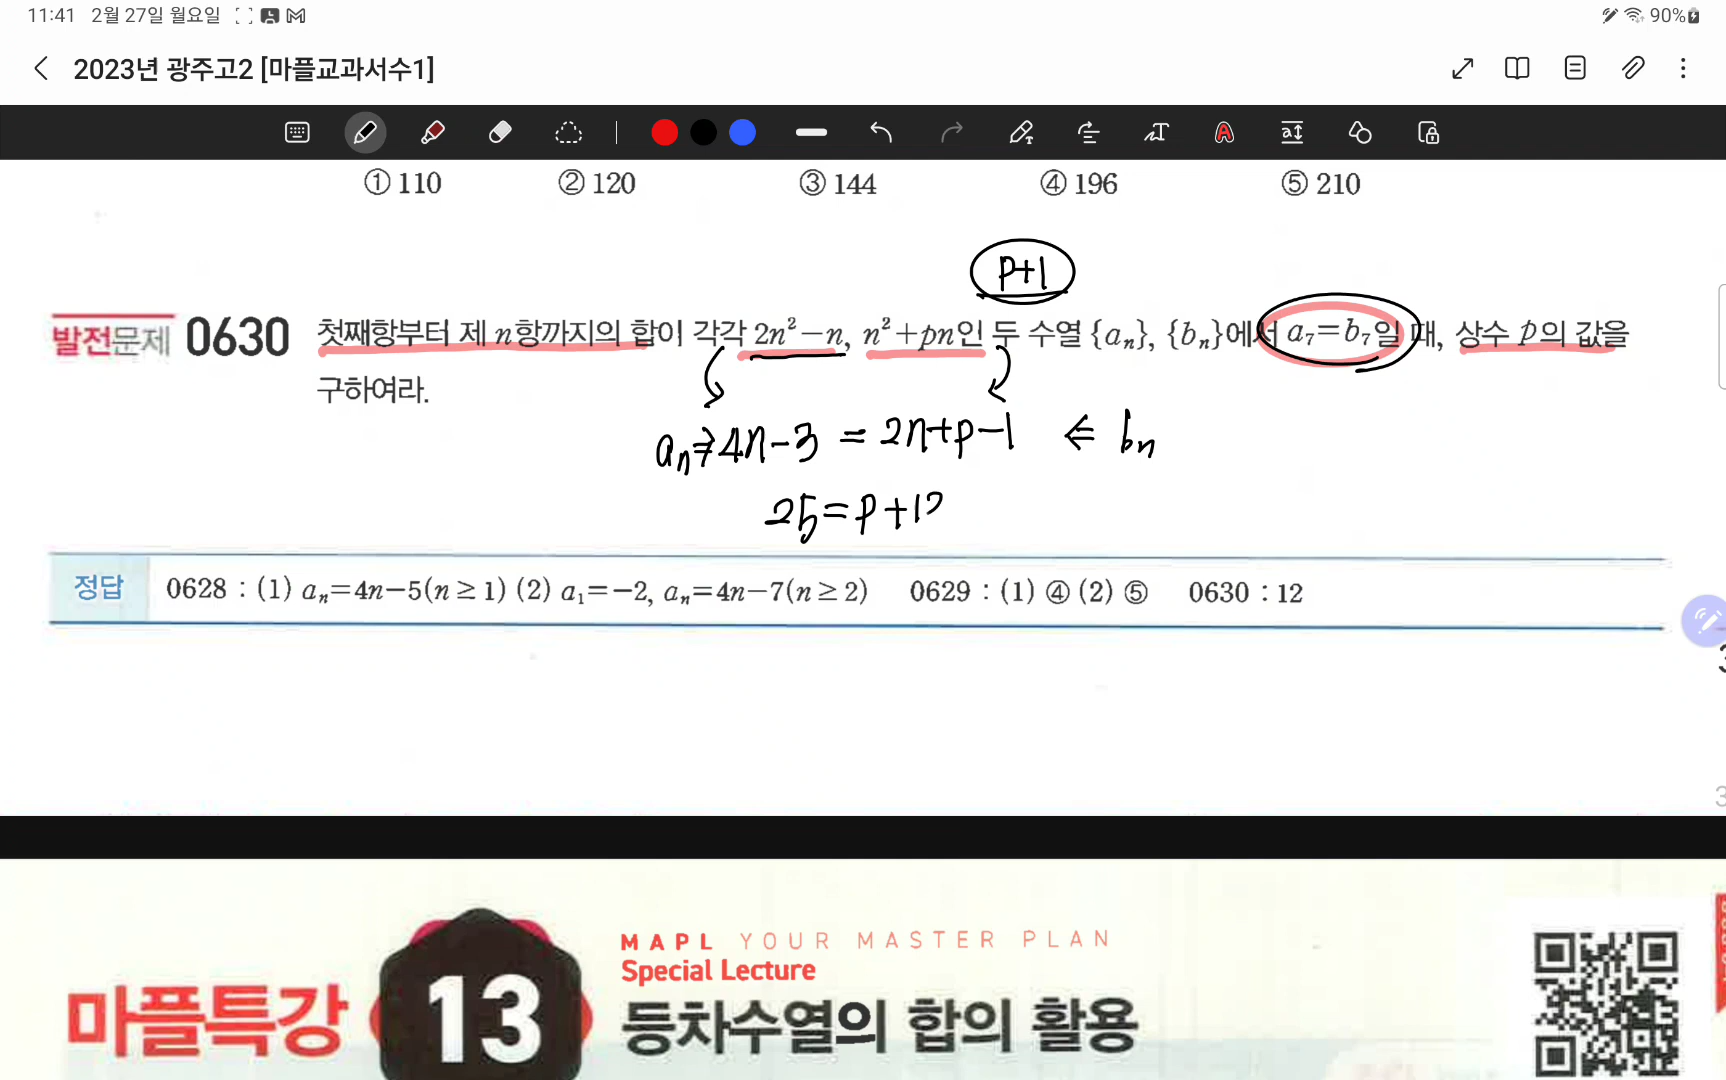 11:41 2월 27일 월요일 90%
2023년 광주고2 [마플교과서수1]
① 110 ② 120 ③ 144 ④ 196 ⑤ 210
p+1
발전문제 0630 첫째항부터 제 n항까지의 합이 각각 2n²−n, n²+pn인 두 수열 {aₙ}, {bₙ}에서 a₇=b₇일 때, 상수 p의 값을
구하여라.
aₙ⇒4n−3 = 2n+p−1 ⇐ bₙ
25=p+13
정답 0628 : (1) aₙ=4n−5(n≥1) (2) a₁=−2, aₙ=4n−7(n≥2) 0629 : (1) ④ (2) ⑤ 0630 : 12
MAPL YOUR MASTER PLAN
Special Lecture
마플특강 13 등차수열의 합의 활용